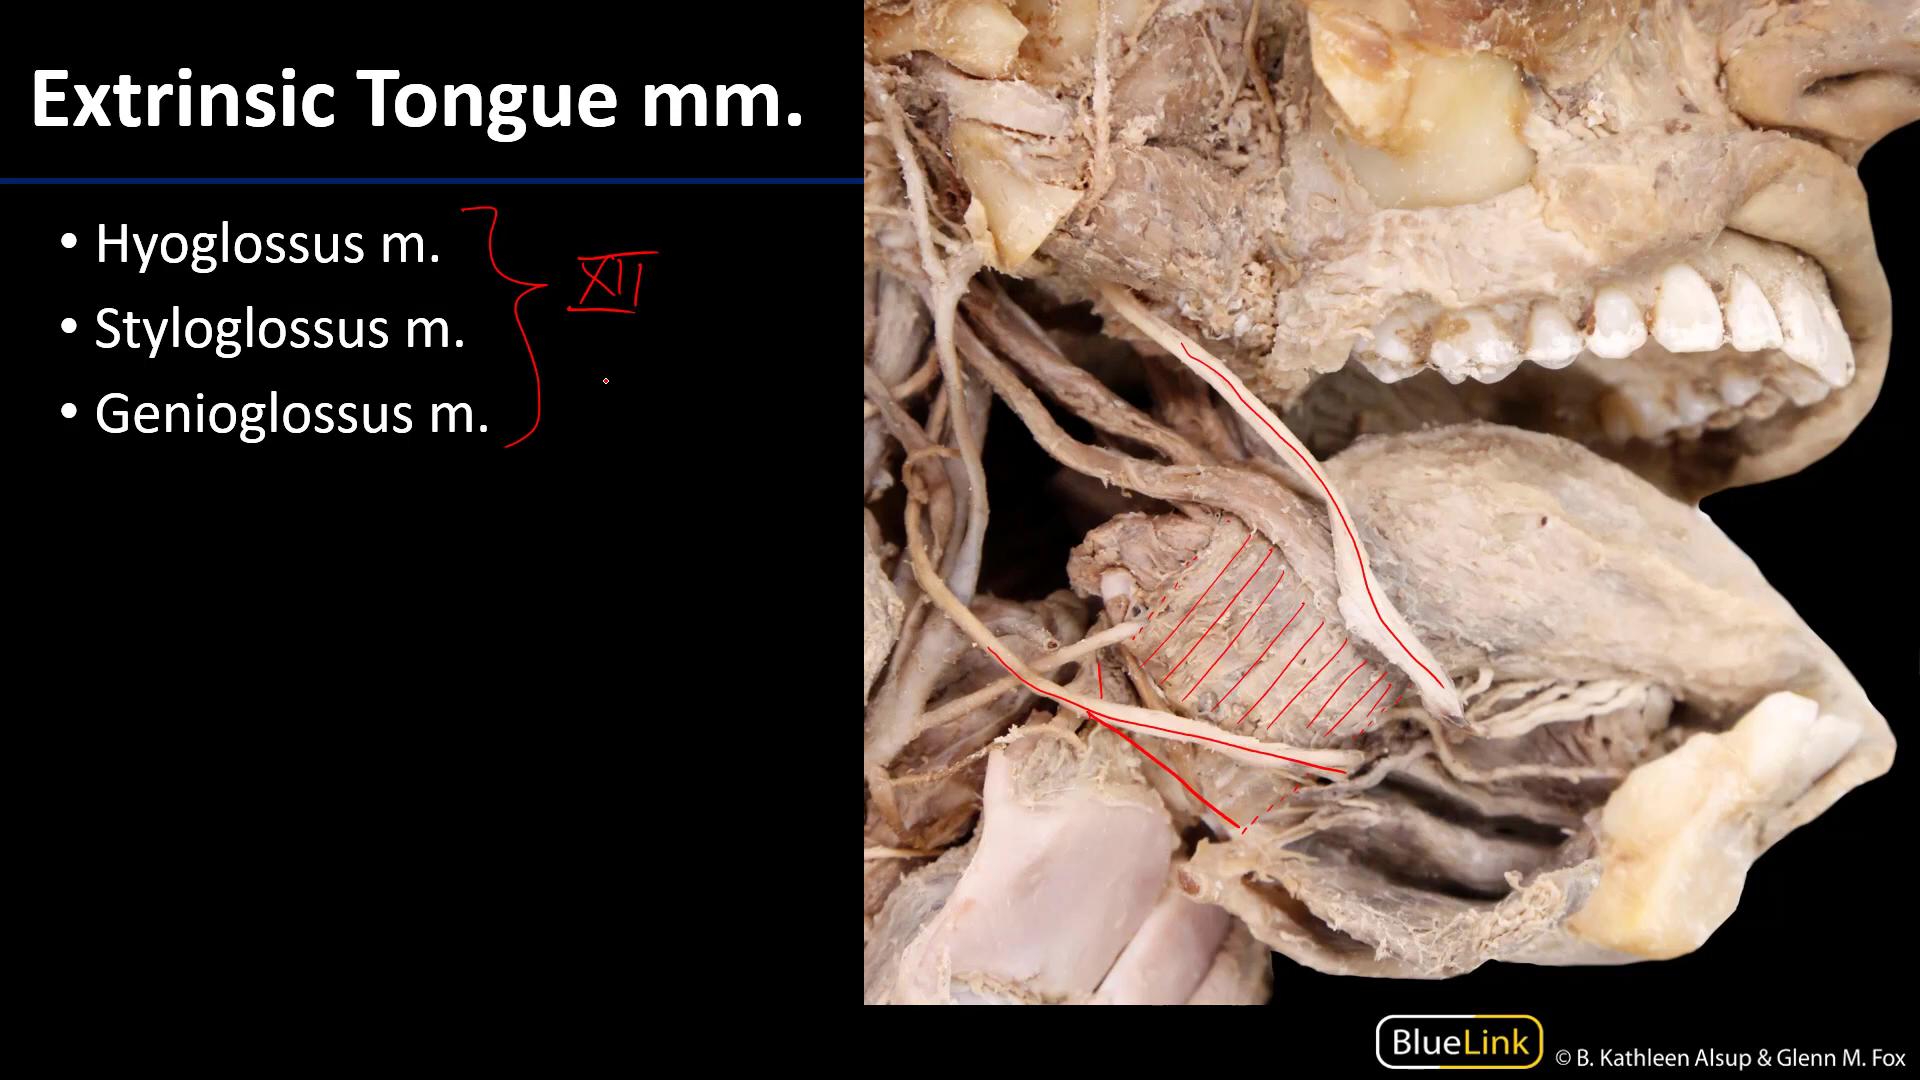 Extrinsic Tongue mm.
• Hyoglossus m.
• Styloglossus m.
• Genioglossus m.
XII
BlueLink
© B. Kathleen Alsup & Glenn M. Fox